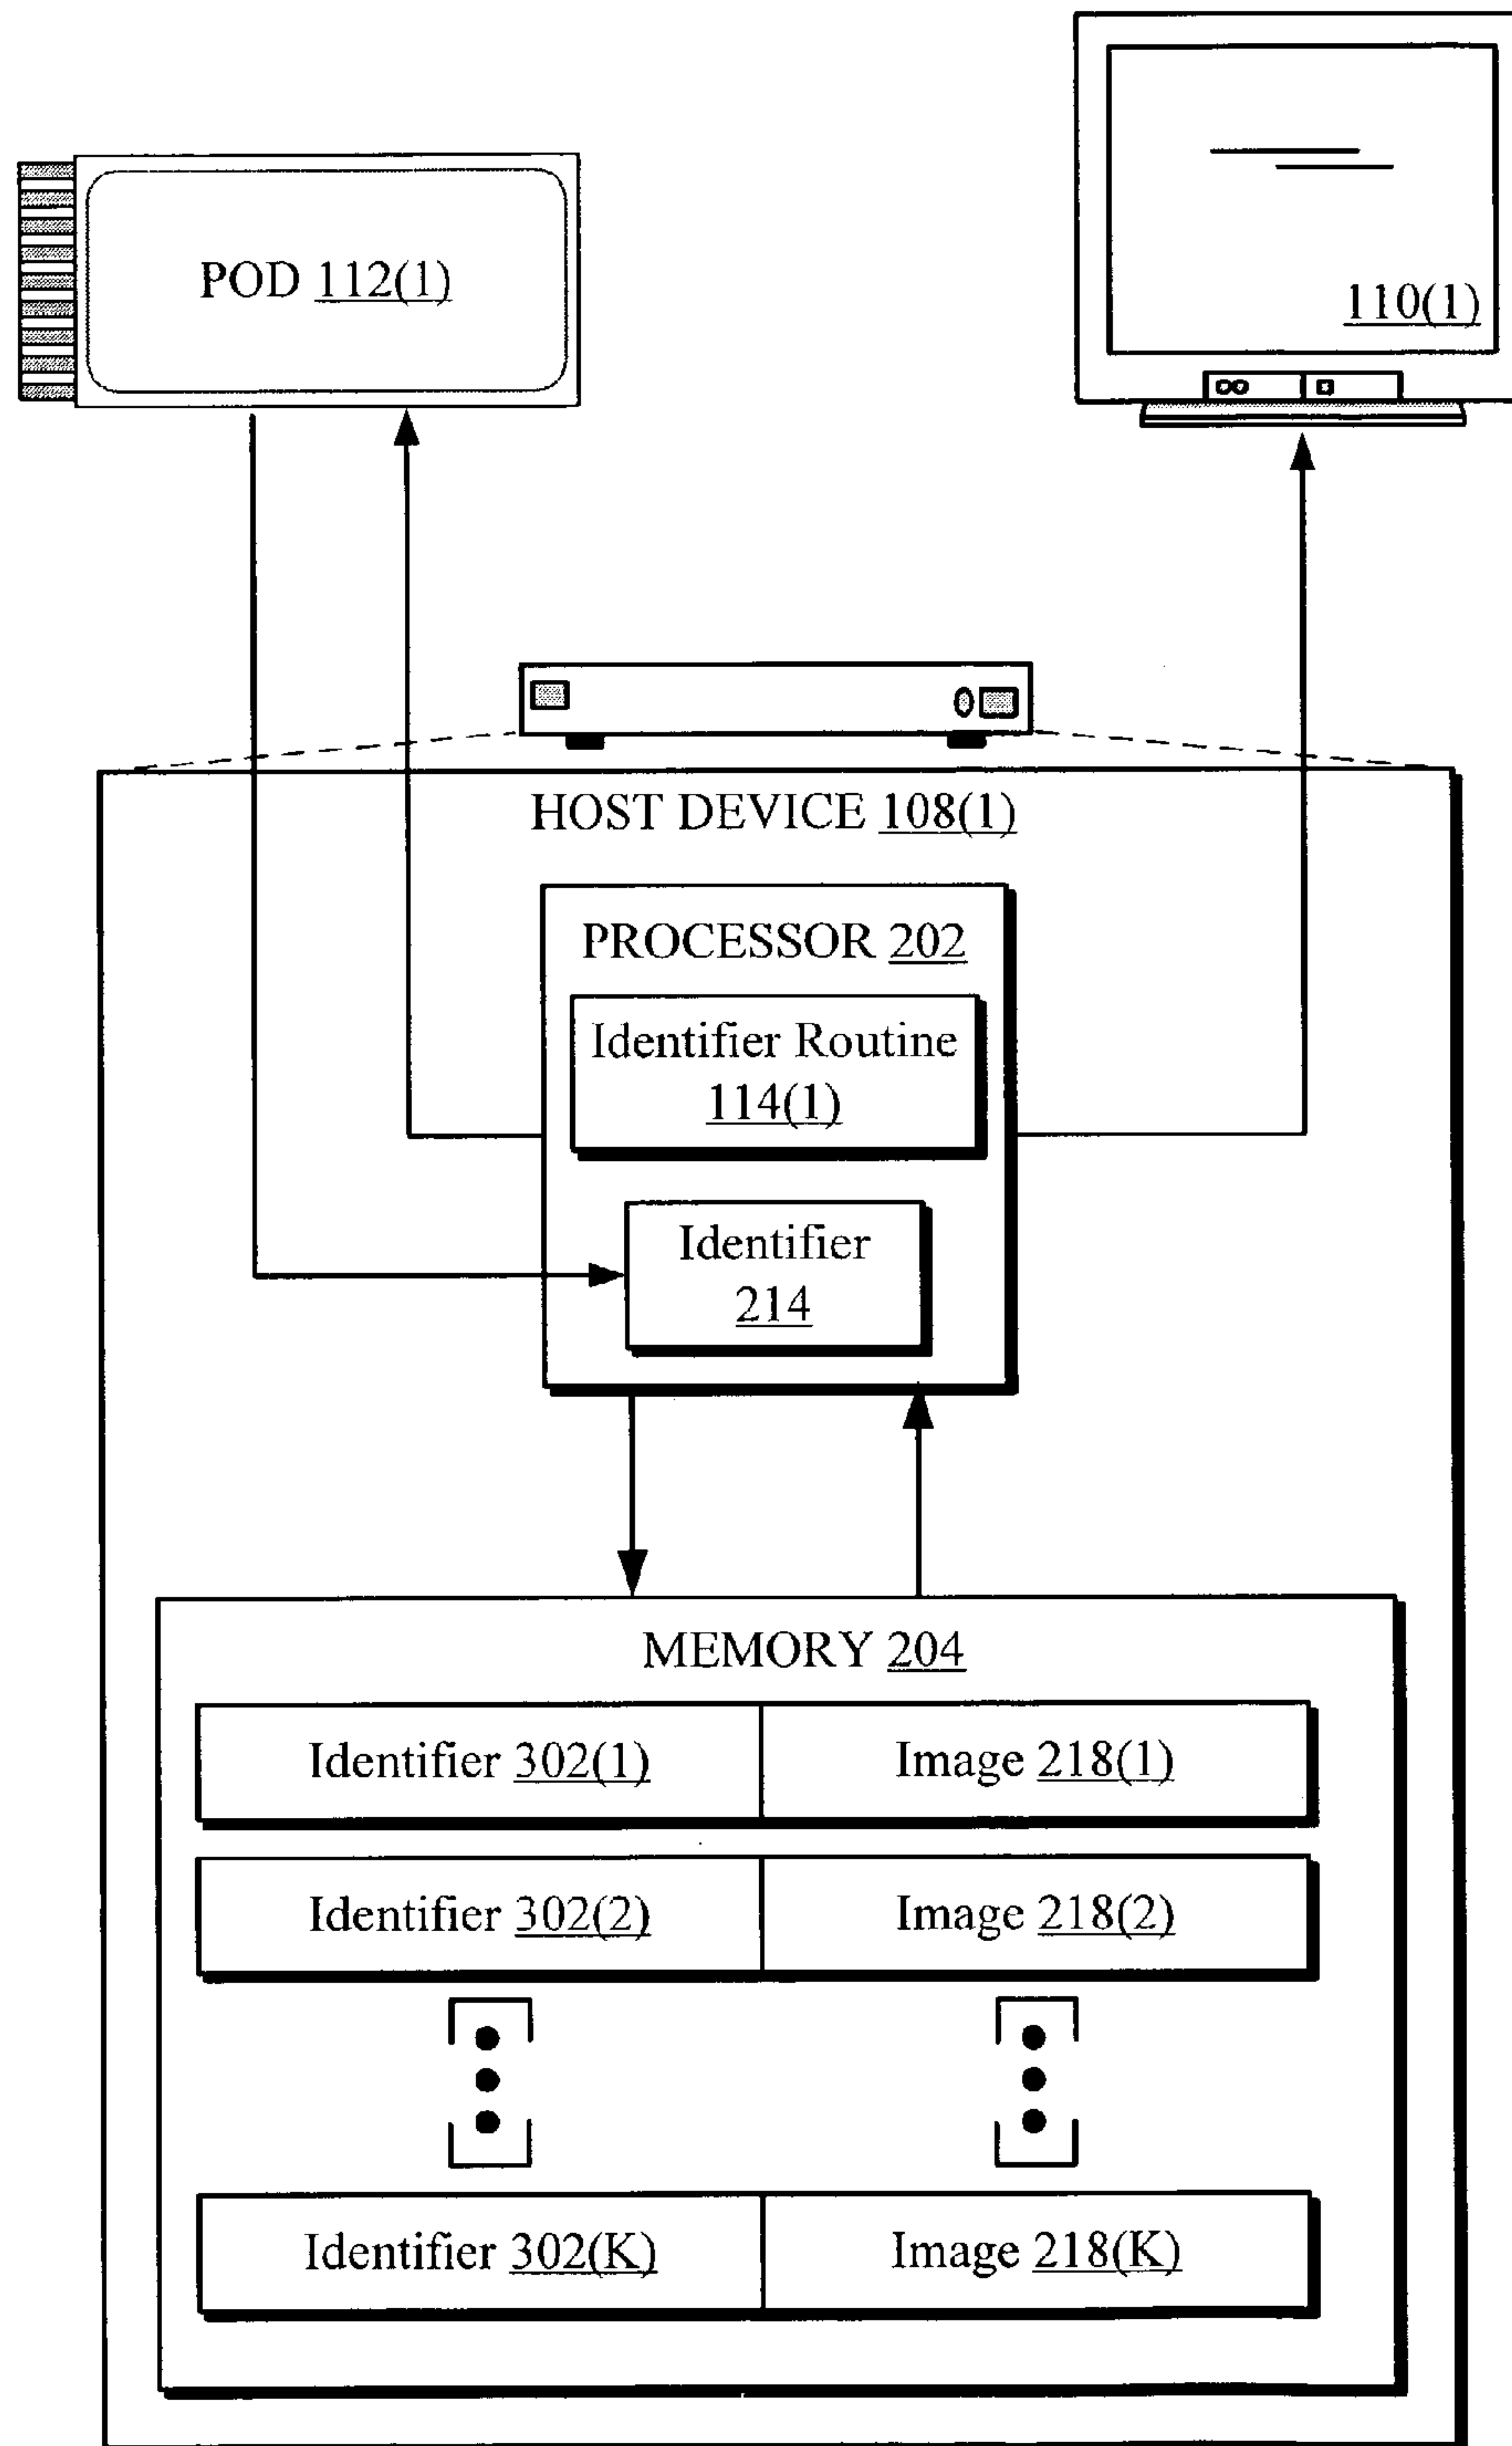 POD 112(1)
110(1)
HOST DEVICE 108(1)
PROCESSOR 202
Identifier Routine
114(1)
Identifier
214
MEMORY 204
Identifier 302(1)
Image 218(1)
Identifier 302(2)
Image 218(2)
Identifier 302(K)
Image 218(K)